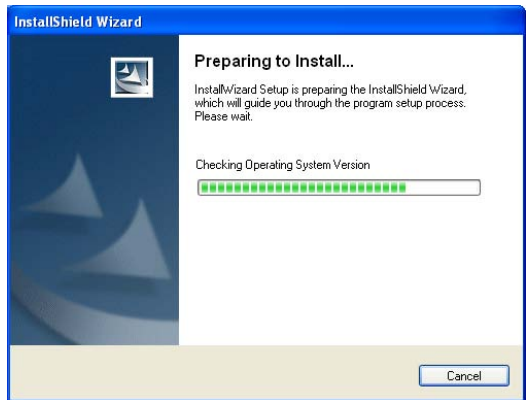 InstallShield Wizard
Preparing to Install...
InstallWizard Setup is preparing the InstallShield Wizard,
which will guide you through the program setup process.
Please wait.
Checking Operating System Version
Cancel